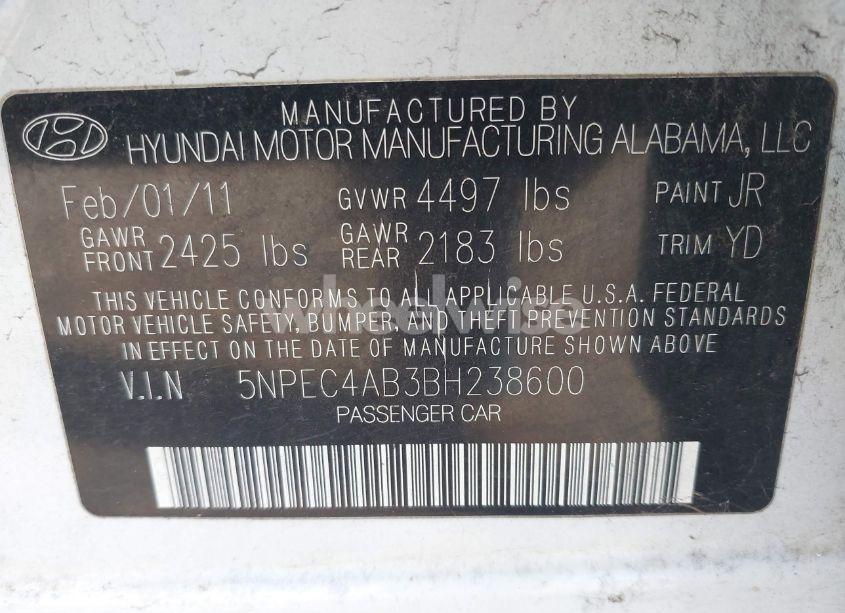 MANUFACTURED BY
HYUNDAI MOTOR MANUFACTURING ALABAMA, LLC
Feb/01/11 GVWR 4497 lbs PAINT JR
GAWR FRONT 2425 lbs GAWR REAR 2183 lbs TRIM YD
THIS VEHICLE CONFORMS TO ALL APPLICABLE U.S.A. FEDERAL
MOTOR VEHICLE SAFETY, BUMPER, AND THEFT PREVENTION STANDARDS
IN EFFECT ON THE DATE OF MANUFACTURE SHOWN ABOVE
V.I.N 5NPEC4AB3BH238600
PASSENGER CAR
wheelwise